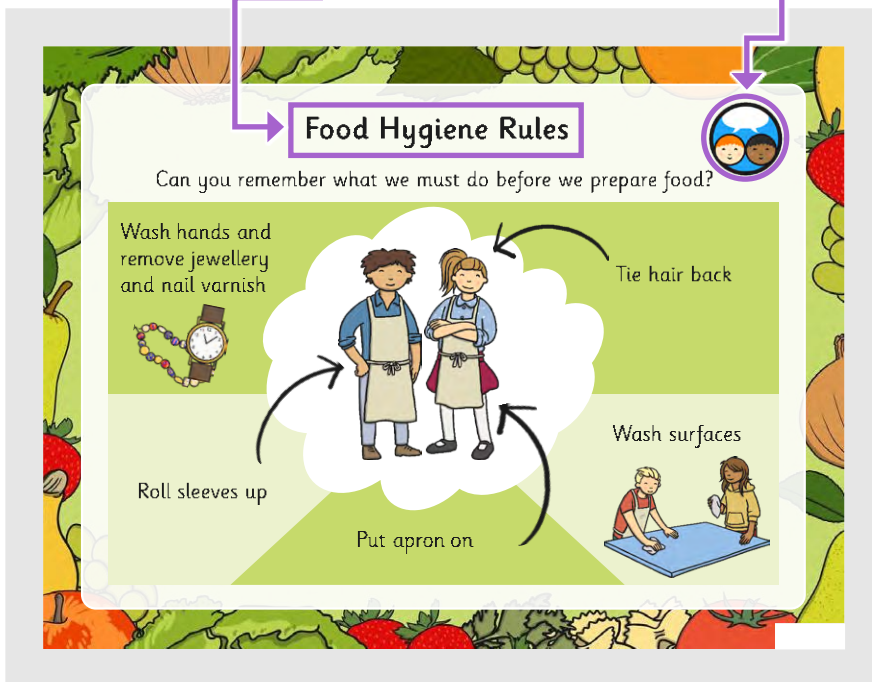 Food Hygiene Rules
Can you remember what we must do before we prepare food?
Wash hands and
remove jewellery
and nail varnish
Tie hair back
Roll sleeves up
Put apron on
Wash surfaces